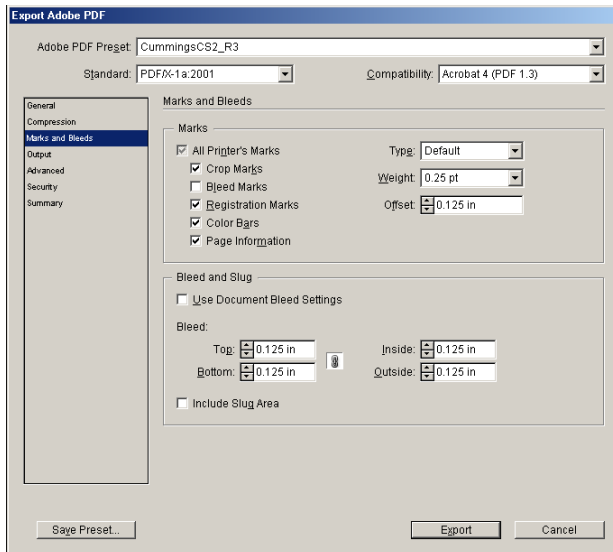 Export Adobe PDF
Adobe PDF Preset: CummingsCS2_R3
Standard: PDF/X-1a:2001 Compatibility: Acrobat 4 (PDF 1.3)
General
Compression
Marks and Bleeds
Output
Advanced
Security
Summary
Marks and Bleeds
Marks
All Printer's Marks
Crop Marks
Bleed Marks
Registration Marks
Color Bars
Page Information
Type: Default
Weight: 0.25 pt
Offset: 0.125 in
Bleed and Slug
Use Document Bleed Settings
Bleed:
Top: 0.125 in Inside: 0.125 in
Bottom: 0.125 in Outside: 0.125 in
Include Slug Area
Save Preset... Export Cancel